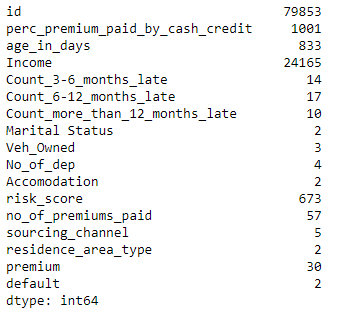 id 79853
perc_premium_paid_by_cash_credit 1001
age_in_days 833
Income 24165
Count_3-6_months_late 14
Count_6-12_months_late 17
Count_more_than_12_months_late 10
Marital Status 2
Veh_Owned 3
No_of_dep 4
Accomodation 2
risk_score 673
no_of_premiums_paid 57
sourcing_channel 5
residence_area_type 2
premium 30
default 2
dtype: int64